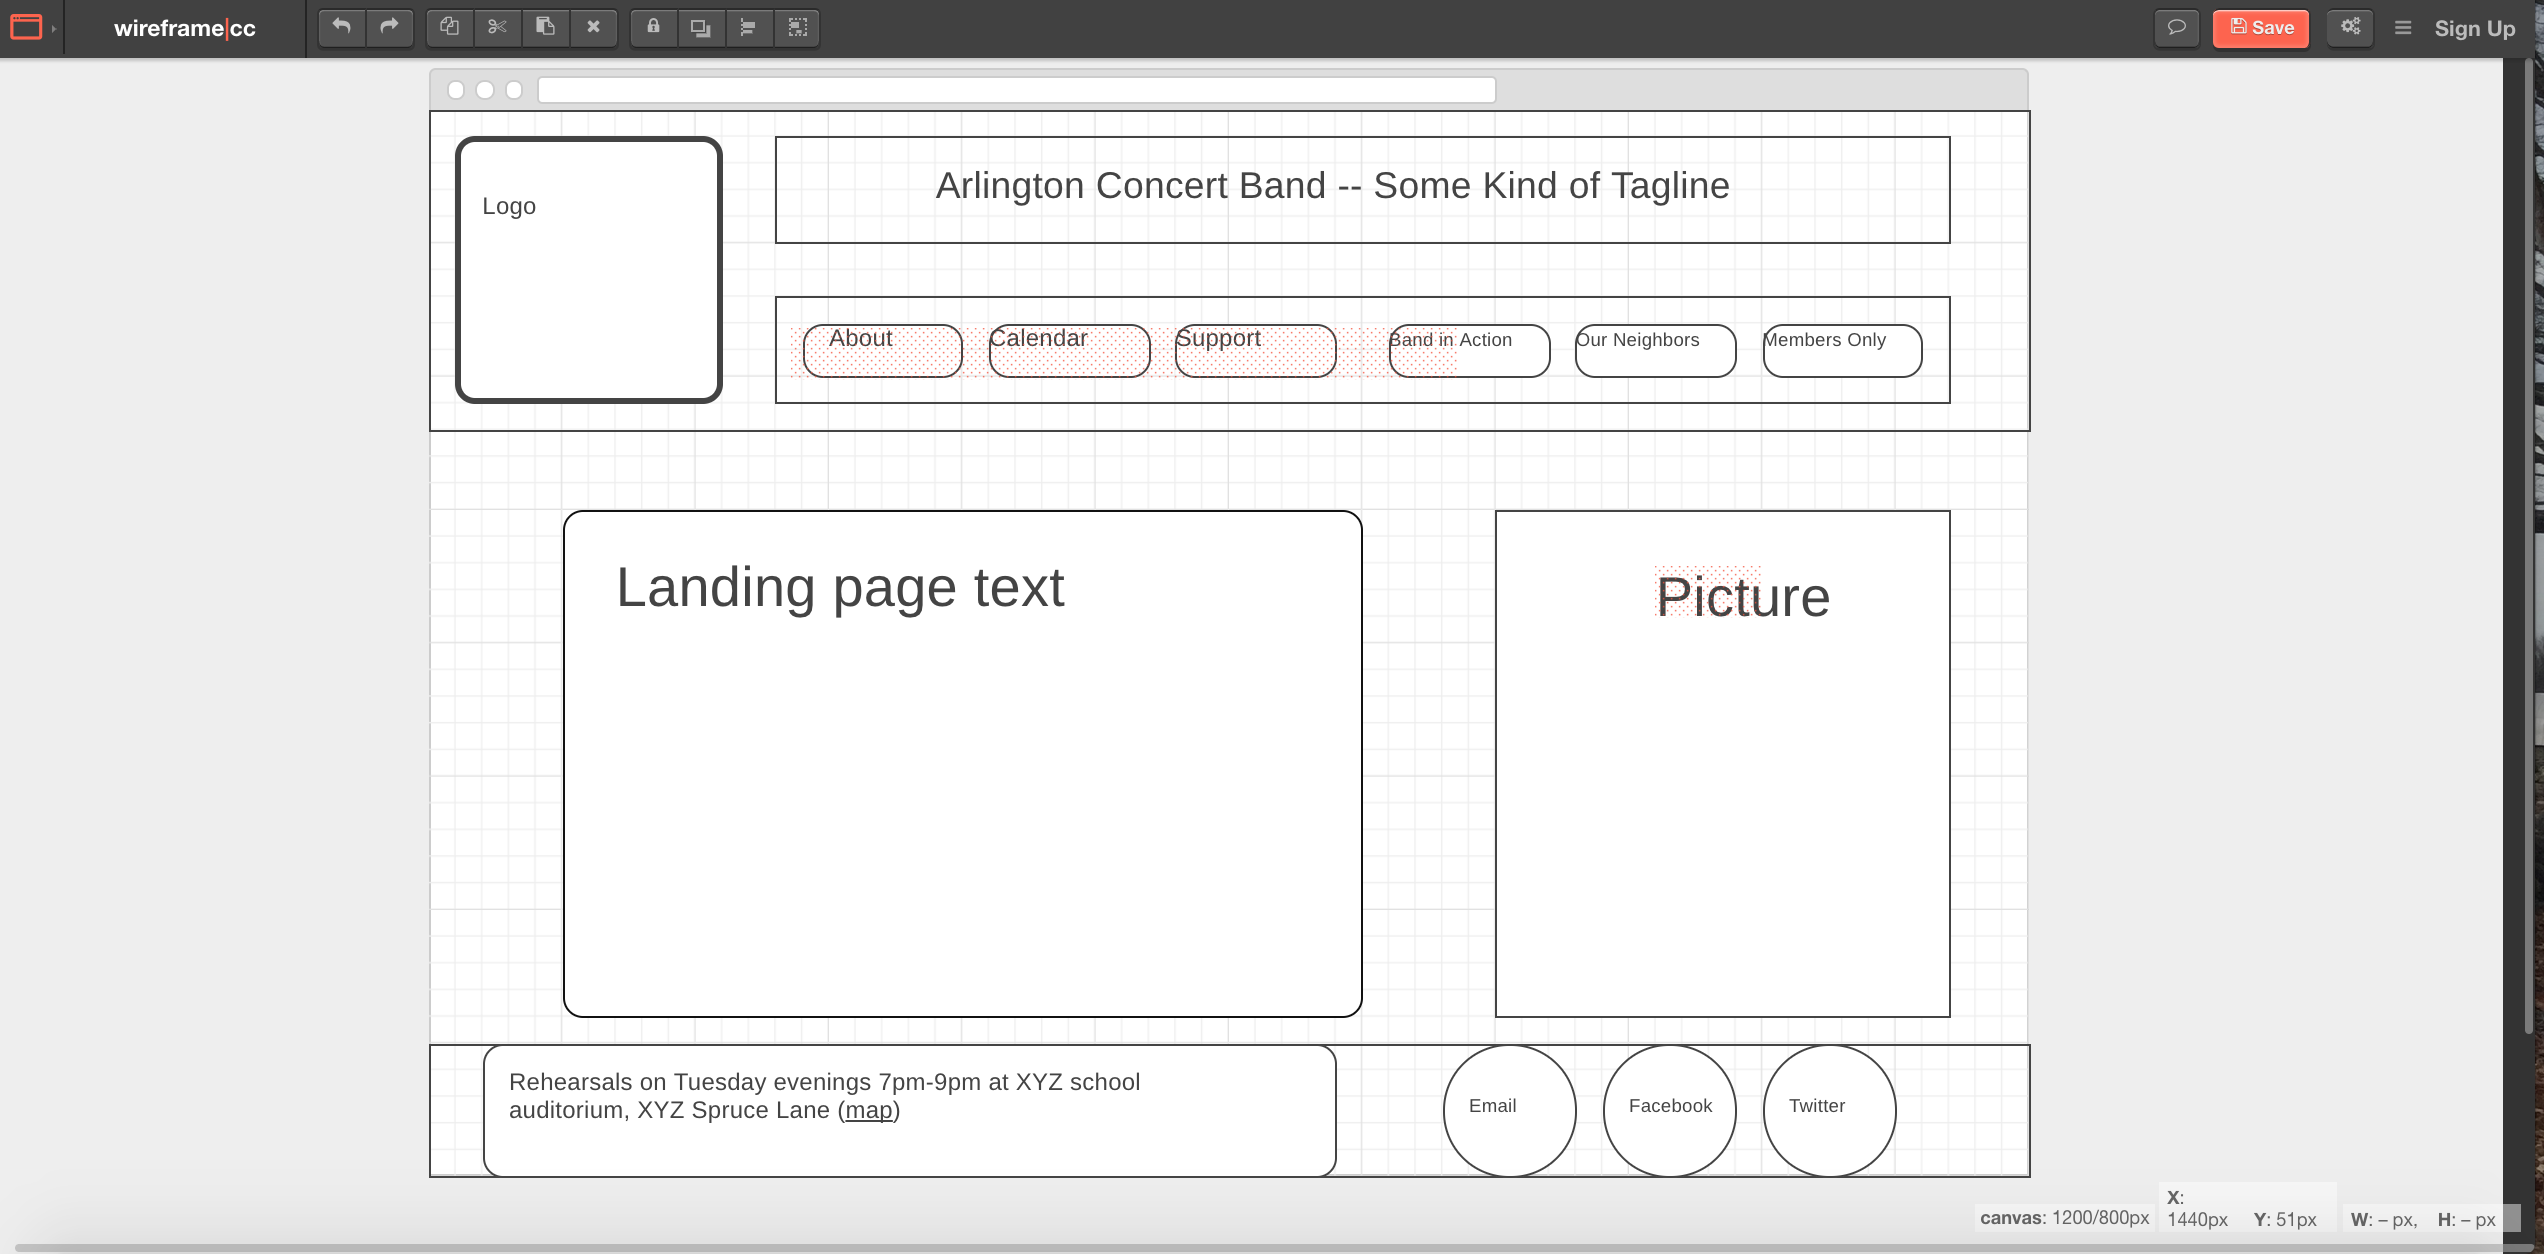 wireframe|cc
Save
Sign Up
Logo
Arlington Concert Band -- Some Kind of Tagline
About
Calendar
Support
Band in Action
Our Neighbors
Members Only
Landing page text
Picture
Rehearsals on Tuesday evenings 7pm-9pm at XYZ school
auditorium, XYZ Spruce Lane (map)
Email
Facebook
Twitter
canvas: 1200/800px
X:
1440px
Y: 51px
W: – px,
H: – px